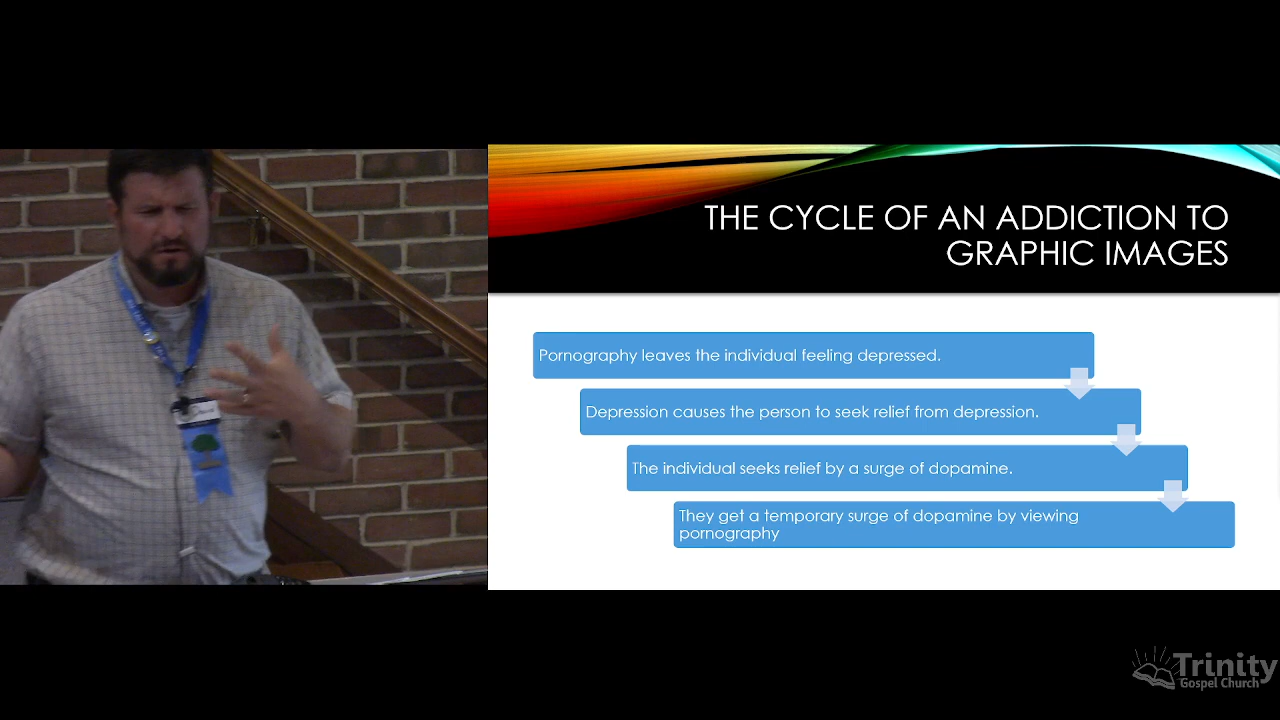 THE CYCLE OF AN ADDICTION TO
GRAPHIC IMAGES
Pornography leaves the individual feeling depressed.
Depression causes the person to seek relief from depression.
The individual seeks relief by a surge of dopamine.
They get a temporary surge of dopamine by viewing
pornography
Trinity
Gospel Church